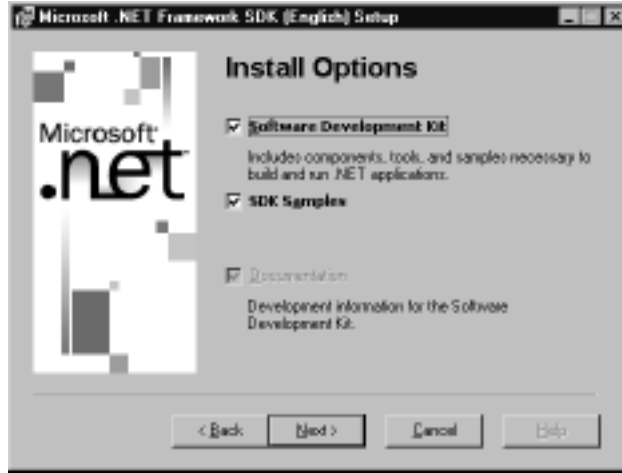 Microsoft .NET Framework SDK (English) Setup
Install Options
Microsoft
.net
Software Development Kit
Includes components, tools, and samples necessary to
build and run .NET applications.
SDK Samples
Documentation
Development information for the Software
Development Kit.
< Back
Next >
Cancel
Help